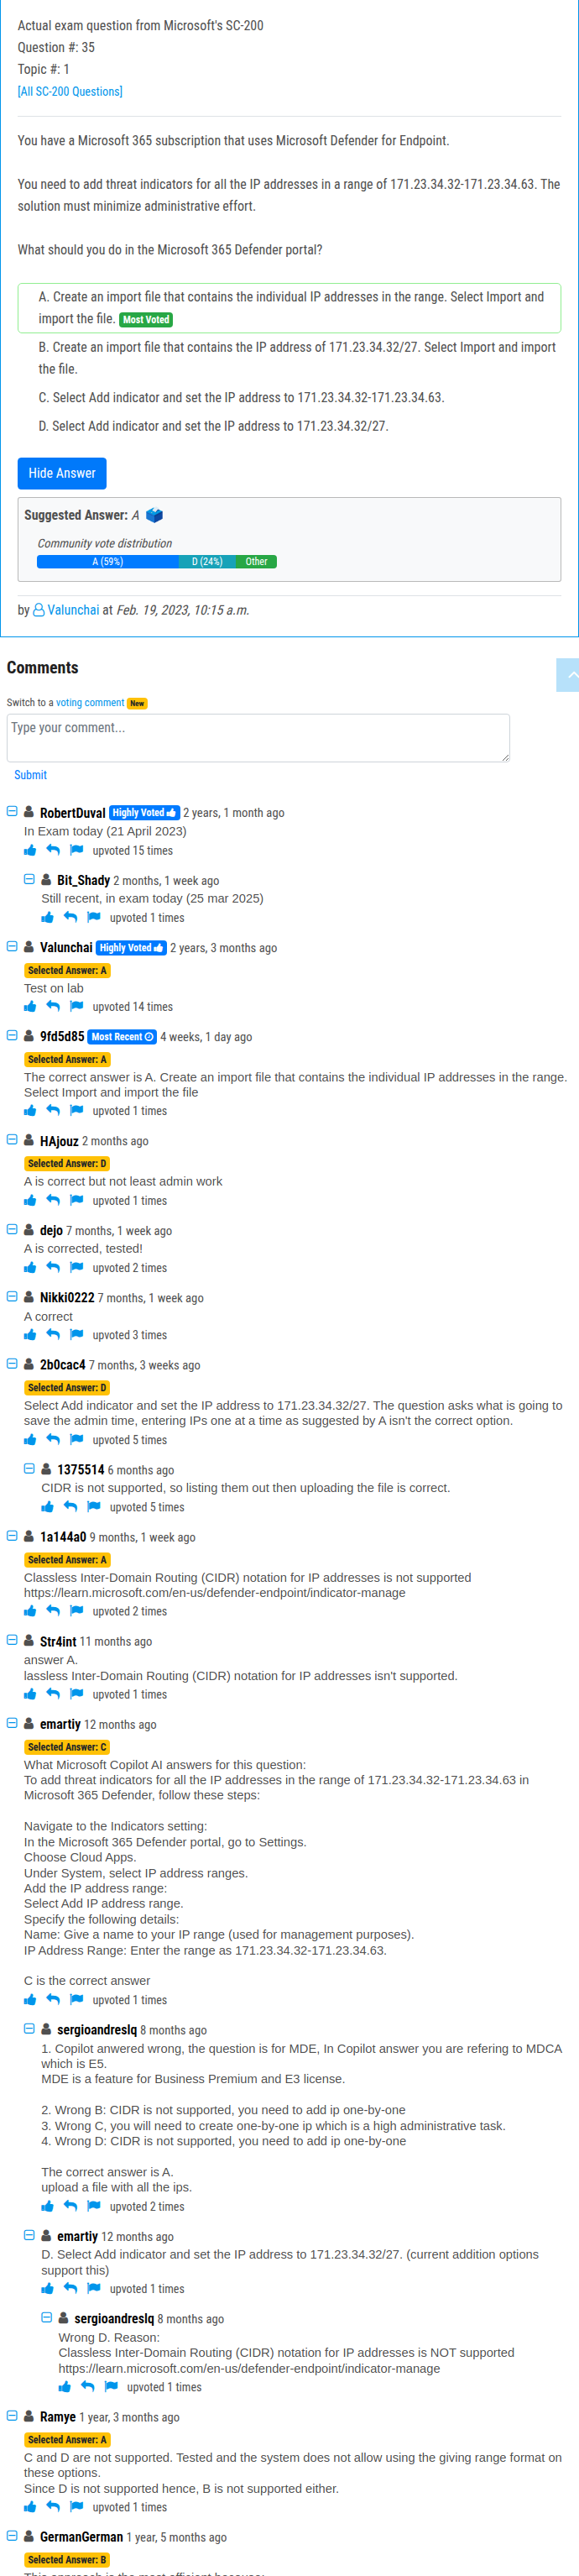 Actual exam question from Microsoft's SC-200
Question #: 35
Topic #: 1
[All SC-200 Questions]
You have a Microsoft 365 subscription that uses Microsoft Defender for Endpoint.
You need to add threat indicators for all the IP addresses in a range of 171.23.34.32-171.23.34.63. The
solution must minimize administrative effort.
What should you do in the Microsoft 365 Defender portal?
A. Create an import file that contains the individual IP addresses in the range. Select Import and
import the file. Most Voted
B. Create an import file that contains the IP address of 171.23.34.32/27. Select Import and import
the file.
C. Select Add indicator and set the IP address to 171.23.34.32-171.23.34.63.
D. Select Add indicator and set the IP address to 171.23.34.32/27.
Hide Answer
Suggested Answer: A
Community vote distribution
A (59%) D (24%) Other
by Valunchai at Feb. 19, 2023, 10:15 a.m.
Comments
Switch to a voting comment New
Type your comment...
Submit
RobertDuval Highly Voted 2 years, 1 month ago
In Exam today (21 April 2023)
upvoted 15 times
Bit_Shady 2 months, 1 week ago
Still recent, in exam today (25 mar 2025)
upvoted 1 times
Valunchai Highly Voted 2 years, 3 months ago
Selected Answer: A
Test on lab
upvoted 14 times
9fd5d85 Most Recent 4 weeks, 1 day ago
Selected Answer: A
The correct answer is A. Create an import file that contains the individual IP addresses in the range.
Select Import and import the file
upvoted 1 times
HAjouz 2 months ago
Selected Answer: D
A is correct but not least admin work
upvoted 1 times
dejo 7 months, 1 week ago
A is corrected, tested!
upvoted 2 times
Nikki0222 7 months, 1 week ago
A correct
upvoted 3 times
2b0cac4 7 months, 3 weeks ago
Selected Answer: D
Select Add indicator and set the IP address to 171.23.34.32/27. The question asks what is going to
save the admin time, entering IPs one at a time as suggested by A isn't the correct option.
upvoted 5 times
1375514 6 months ago
CIDR is not supported, so listing them out then uploading the file is correct.
upvoted 5 times
1a144a0 9 months, 1 week ago
Selected Answer: A
Classless Inter-Domain Routing (CIDR) notation for IP addresses is not supported
https://learn.microsoft.com/en-us/defender-endpoint/indicator-manage
upvoted 2 times
Str4int 11 months ago
answer A.
lassless Inter-Domain Routing (CIDR) notation for IP addresses isn't supported.
upvoted 1 times
emartiy 12 months ago
Selected Answer: C
What Microsoft Copilot AI answers for this question:
To add threat indicators for all the IP addresses in the range of 171.23.34.32-171.23.34.63 in
Microsoft 365 Defender, follow these steps:
Navigate to the Indicators setting:
In the Microsoft 365 Defender portal, go to Settings.
Choose Cloud Apps.
Under System, select IP address ranges.
Add the IP address range:
Select Add IP address range.
Specify the following details:
Name: Give a name to your IP range (used for management purposes).
IP Address Range: Enter the range as 171.23.34.32-171.23.34.63.
C is the correct answer
upvoted 1 times
sergioandreslq 8 months ago
1. Copilot anwered wrong, the question is for MDE, In Copilot answer you are refering to MDCA
which is E5.
MDE is a feature for Business Premium and E3 license.
2. Wrong B: CIDR is not supported, you need to add ip one-by-one
3. Wrong C, you will need to create one-by-one ip which is a high administrative task.
4. Wrong D: CIDR is not supported, you need to add ip one-by-one
The correct answer is A.
upload a file with all the ips.
upvoted 2 times
emartiy 12 months ago
D. Select Add indicator and set the IP address to 171.23.34.32/27. (current addition options
support this)
upvoted 1 times
sergioandreslq 8 months ago
Wrong D. Reason:
Classless Inter-Domain Routing (CIDR) notation for IP addresses is NOT supported
https://learn.microsoft.com/en-us/defender-endpoint/indicator-manage
upvoted 1 times
Ramye 1 year, 3 months ago
Selected Answer: A
C and D are not supported. Tested and the system does not allow using the giving range format on
these options.
Since D is not supported hence, B is not supported either.
upvoted 1 times
GermanGerman 1 year, 5 months ago
Selected Answer: B